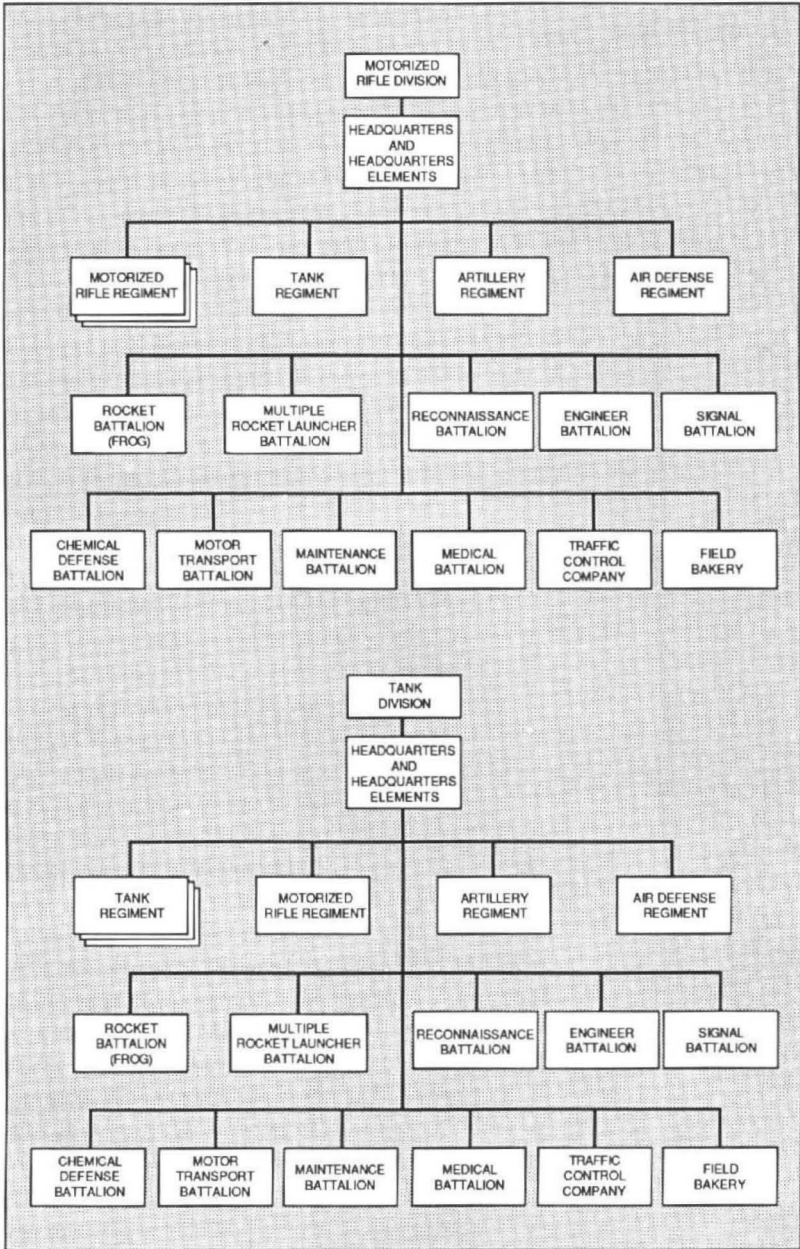 MOTORIZED
RIFLE DIVISION
HEADQUARTERS
AND
HEADQUARTERS
ELEMENTS
MOTORIZED
RIFLE REGIMENT
TANK
REGIMENT
ARTILLERY
REGIMENT
AIR DEFENSE
REGIMENT
ROCKET
BATTALION
(FROG)
MULTIPLE
ROCKET LAUNCHER
BATTALION
RECONNAISSANCE
BATTALION
ENGINEER
BATTALION
SIGNAL
BATTALION
CHEMICAL
DEFENSE
BATTALION
MOTOR
TRANSPORT
BATTALION
MAINTENANCE
BATTALION
MEDICAL
BATTALION
TRAFFIC
CONTROL
COMPANY
FIELD
BAKERY
TANK
DIVISION
HEADQUARTERS
AND
HEADQUARTERS
ELEMENTS
TANK
REGIMENT
MOTORIZED
RIFLE REGIMENT
ARTILLERY
REGIMENT
AIR DEFENSE
REGIMENT
ROCKET
BATTALION
(FROG)
MULTIPLE
ROCKET LAUNCHER
BATTALION
RECONNAISSANCE
BATTALION
ENGINEER
BATTALION
SIGNAL
BATTALION
CHEMICAL
DEFENSE
BATTALION
MOTOR
TRANSPORT
BATTALION
MAINTENANCE
BATTALION
MEDICAL
BATTALION
TRAFFIC
CONTROL
COMPANY
FIELD
BAKERY